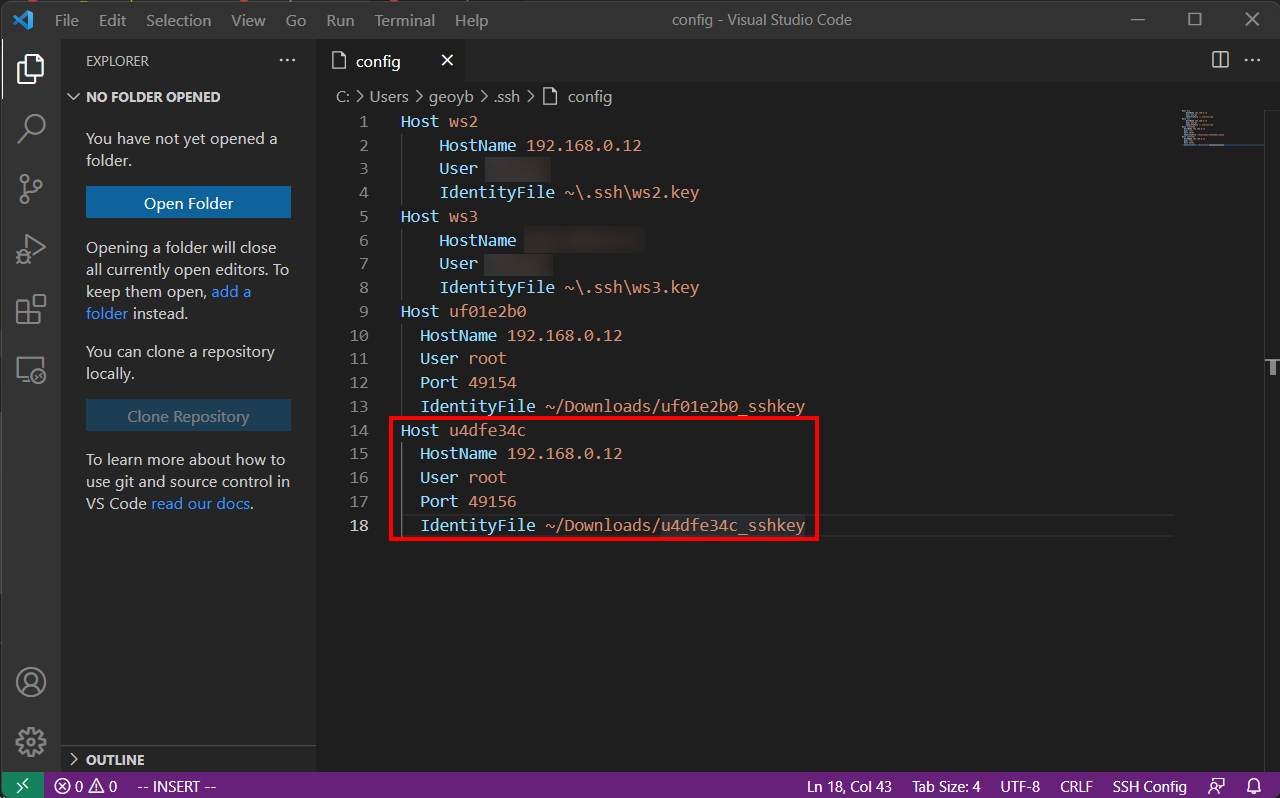 File Edit Selection View Go Run Terminal Help config - Visual Studio Code
EXPLORER
NO FOLDER OPENED
You have not yet opened a
folder.
Open Folder
Opening a folder will close
all currently open editors. To
keep them open, add a
folder instead.
You can clone a repository
locally.
Clone Repository
To learn more about how to
use git and source control in
VS Code read our docs.
OUTLINE
config
C: > Users > geoyb > .ssh > config
1 Host ws2
2 HostName 192.168.0.12
3 User
4 IdentityFile ~\.ssh\ws2.key
5 Host ws3
6 HostName
7 User
8 IdentityFile ~\.ssh\ws3.key
9 Host uf01e2b0
10 HostName 192.168.0.12
11 User root
12 Port 49154
13 IdentityFile ~/Downloads/uf01e2b0_sshkey
14 Host u4dfe34c
15 HostName 192.168.0.12
16 User root
17 Port 49156
18 IdentityFile ~/Downloads/u4dfe34c_sshkey
0 0 -- INSERT -- Ln 18, Col 43 Tab Size: 4 UTF-8 CRLF SSH Config